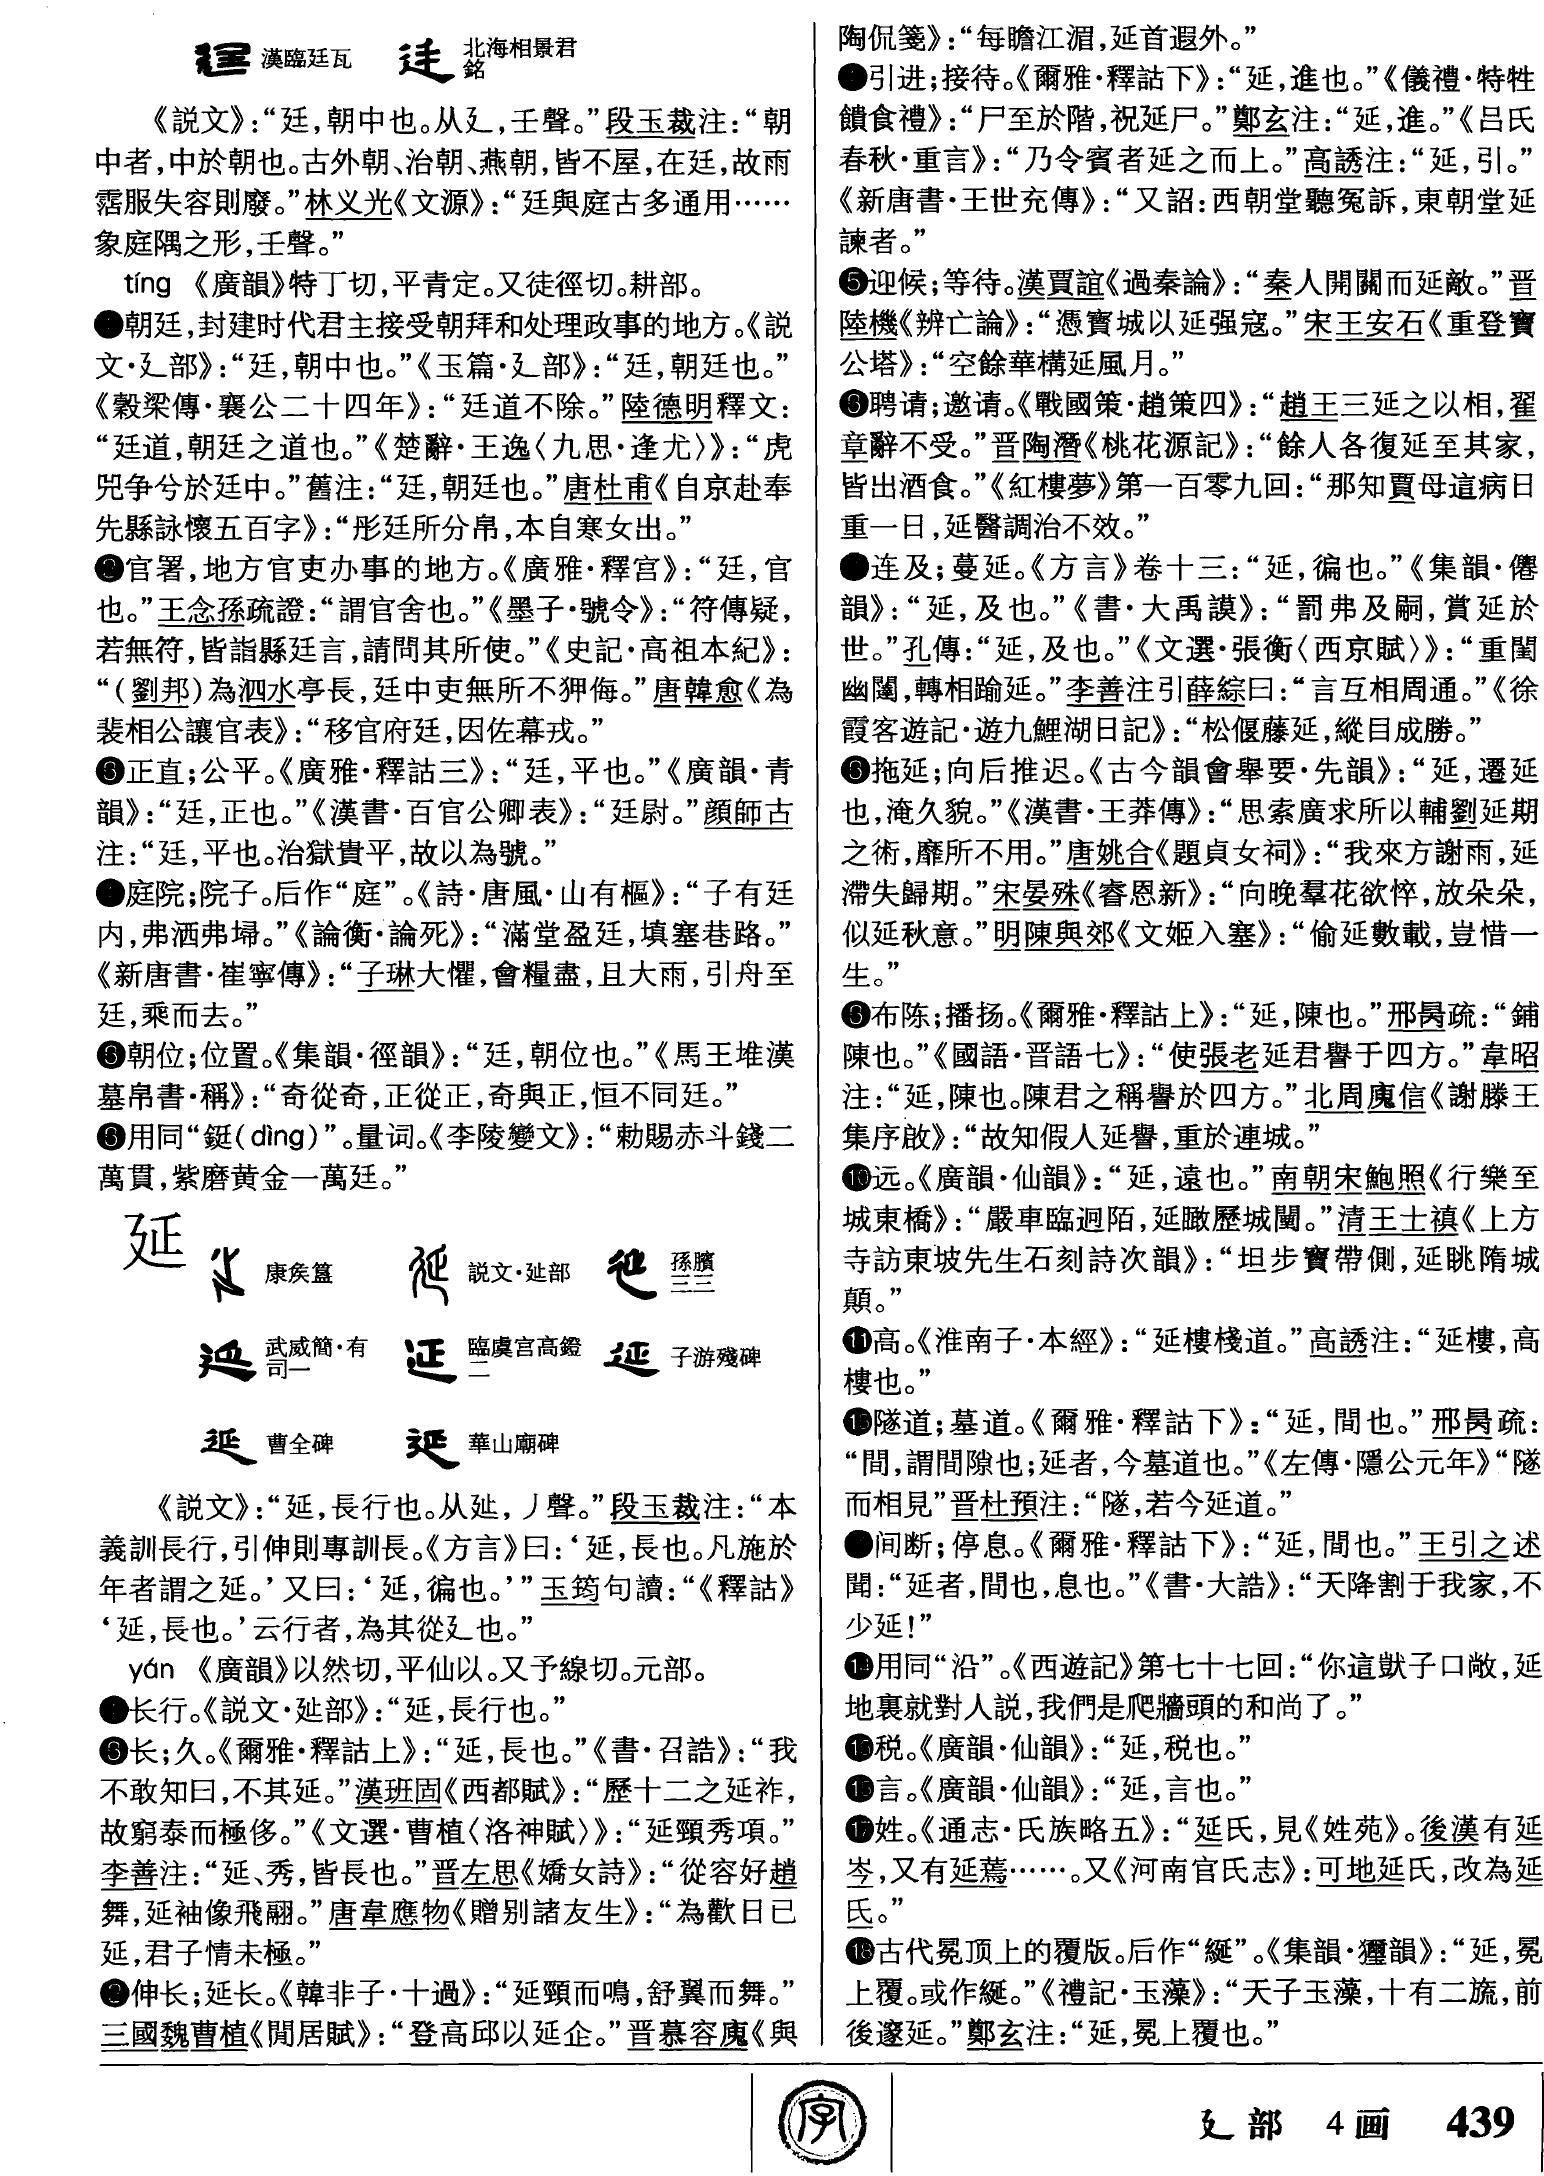 漢臨廷瓦 北海相景君
銘
《説文》：“廷，朝中也。从廴，壬聲。”段玉裁注：“朝
中者，中於朝也。古外朝、治朝、燕朝，皆不屋，在廷，故雨
霑服失容則廢。”林义光《文源》：“廷與庭古多通用……
象庭隅之形，壬聲。”
tíng 《廣韻》特丁切，平青定。又徒徑切。耕部。
朝廷，封建时代君主接受朝拜和处理政事的地方。《説
文·廴部》：“廷，朝中也。”《玉篇·廴部》：“廷，朝廷也。”
《穀梁傳·襄公二十四年》：“廷道不除。”陸德明釋文：
“廷道，朝廷之道也。”《楚辭·王逸〈九思·逢尤〉》：“虎
兕争兮於廷中。”舊注：“廷，朝廷也。”唐杜甫《自京赴奉
先縣詠懷五百字》：“彤廷所分帛，本自寒女出。”
❷官署，地方官吏办事的地方。《廣雅·釋宫》：“廷，官
也。”王念孫疏證：“謂官舍也。”《墨子·號令》：“符傳疑，
若無符，皆詣縣廷言，請問其所使。”《史記·高祖本紀》：
“（劉邦）為泗水亭長，廷中吏無所不狎侮。”唐韓愈《為
裴相公讓官表》：“移官府廷，因佐幕戎。”
❸正直；公平。《廣雅·釋詁三》：“廷，平也。”《廣韻·青
韻》：“廷，正也。”《漢書·百官公卿表》：“廷尉。”顔師古
注：“廷，平也。治獄貴平，故以為號。”
庭院；院子。后作“庭”。《詩·唐風·山有樞》：“子有廷
内，弗洒弗埽。”《論衡·論死》：“滿堂盈廷，填塞巷路。”
《新唐書·崔寧傳》：“子琳大懼，會糧盡，且大雨，引舟至
廷，乘而去。”
❺朝位；位置。《集韻·徑韻》：“廷，朝位也。”《馬王堆漢
墓帛書·稱》：“奇從奇，正從正，奇與正，恒不同廷。”
❻用同“鋌(dìng)”。量词。《李陵變文》：“勅賜赤斗錢二
萬貫，紫磨黄金一萬廷。”
延 康矦簋 説文·㢟部 孫臏
三三
武威簡·有
司一 臨虞宫高鐙
二 子游殘碑
曹全碑 華山廟碑
《説文》：“延，長行也。从㢟，丿聲。”段玉裁注：“本
義訓長行，引伸則專訓長。《方言》曰：‘延，長也。凡施於
年者謂之延。’又曰：‘延，徧也。’”王筠句讀：“《釋詁》
‘延，長也。’云行者，為其從廴也。”
yán 《廣韻》以然切，平仙以。又予線切。元部。
长行。《説文·㢟部》：“延，長行也。”
长；久。《爾雅·釋詁上》：“延，長也。”《書·召誥》：“我
不敢知曰，不其延。”漢班固《西都賦》：“歷十二之延祚，
故窮泰而極侈。”《文選·曹植〈洛神賦〉》：“延頸秀項。”
李善注：“延、秀，皆長也。”晋左思《嬌女詩》：“從容好趙
舞，延袖像飛翮。”唐韋應物《贈别諸友生》：“為歡日已
延，君子情未極。”
伸长；延长。《韓非子·十過》：“延頸而鳴，舒翼而舞。”
三國魏曹植《閒居賦》：“登高邱以延企。”晋慕容廆《與
陶侃箋》：“每瞻江湄，延首遐外。”
引进；接待。《爾雅·釋詁下》：“延，進也。”《儀禮·特牲
饋食禮》：“尸至於階，祝延尸。”鄭玄注：“延，進。”《吕氏
春秋·重言》：“乃令賓者延之而上。”高誘注：“延，引。”
《新唐書·王世充傳》：“又詔：西朝堂聽冤訴，東朝堂延
諫者。”
❺迎候；等待。漢賈誼《過秦論》：“秦人開關而延敵。”晋
陸機《辨亡論》：“憑寶城以延强寇。”宋王安石《重登寶
公塔》：“空餘華構延風月。”
❻聘请；邀请。《戰國策·趙策四》：“趙王三延之以相，翟
章辭不受。”晋陶潛《桃花源記》：“餘人各復延至其家，
皆出酒食。”《紅樓夢》第一百零九回：“那知賈母這病日
重一日，延醫調治不效。”
连及；蔓延。《方言》卷十三：“延，徧也。”《集韻·僊
韻》：“延，及也。”《書·大禹謨》：“罰弗及嗣，賞延於
世。”孔傳：“延，及也。”《文選·張衡〈西京賦〉》：“重閨
幽闥，轉相踰延。”李善注引薛綜曰：“言互相周通。”《徐
霞客遊記·遊九鯉湖日記》：“松偃藤延，縱目成勝。”
拖延；向后推迟。《古今韻會舉要·先韻》：“延，遷延
也，淹久貌。”《漢書·王莽傳》：“思索廣求所以輔劉延期
之術，靡所不用。”唐姚合《題貞女祠》：“我來方謝雨，延
滯失歸期。”宋晏殊《睿恩新》：“向晚羣花欲悴，放朵朵，
似延秋意。”明陳與郊《文姬入塞》：“偷延數載，豈惜一
生。”
布陈；播扬。《爾雅·釋詁上》：“延，陳也。”邢昺疏：“鋪
陳也。”《國語·晋語七》：“使張老延君譽于四方。”韋昭
注：“延，陳也。陳君之稱譽於四方。”北周庾信《謝滕王
集序啟》：“故知假人延譽，重於連城。”
❿远。《廣韻·仙韻》：“延，遠也。”南朝宋鮑照《行樂至
城東橋》：“嚴車臨迥陌，延瞰歷城闉。”清王士禛《上方
寺訪東坡先生石刻詩次韻》：“坦步寶帶側，延眺隋城
顛。”
⓫高。《淮南子·本經》：“延樓棧道。”高誘注：“延樓，高
樓也。”
隧道；墓道。《爾雅·釋詁下》：“延，間也。”邢昺疏：
“間，謂間隙也；延者，今墓道也。”《左傳·隱公元年》“隧
而相見”晋杜預注：“隧，若今延道。”
间断；停息。《爾雅·釋詁下》：“延，間也。”王引之述
聞：“延者，間也，息也。”《書·大誥》：“天降割于我家，不
少延！”
⓮用同“沿”。《西遊記》第七十七回：“你這獃子口敞，延
地裏就對人説，我們是爬牆頭的和尚了。”
税。《廣韻·仙韻》：“延，税也。”
言。《廣韻·仙韻》：“延，言也。”
⓱姓。《通志·氏族略五》：“延氏，見《姓苑》。後漢有延
岑，又有延蔫……。又《河南官氏志》：可地延氏，改為延
氏。”
⓲古代冕顶上的覆版。后作“綖”。《集韻·獮韻》：“延，冕
上覆。或作綖。”《禮記·玉藻》：“天子玉藻，十有二旒，前
後邃延。”鄭玄注：“延，冕上覆也。”
字
廴部 4画 439